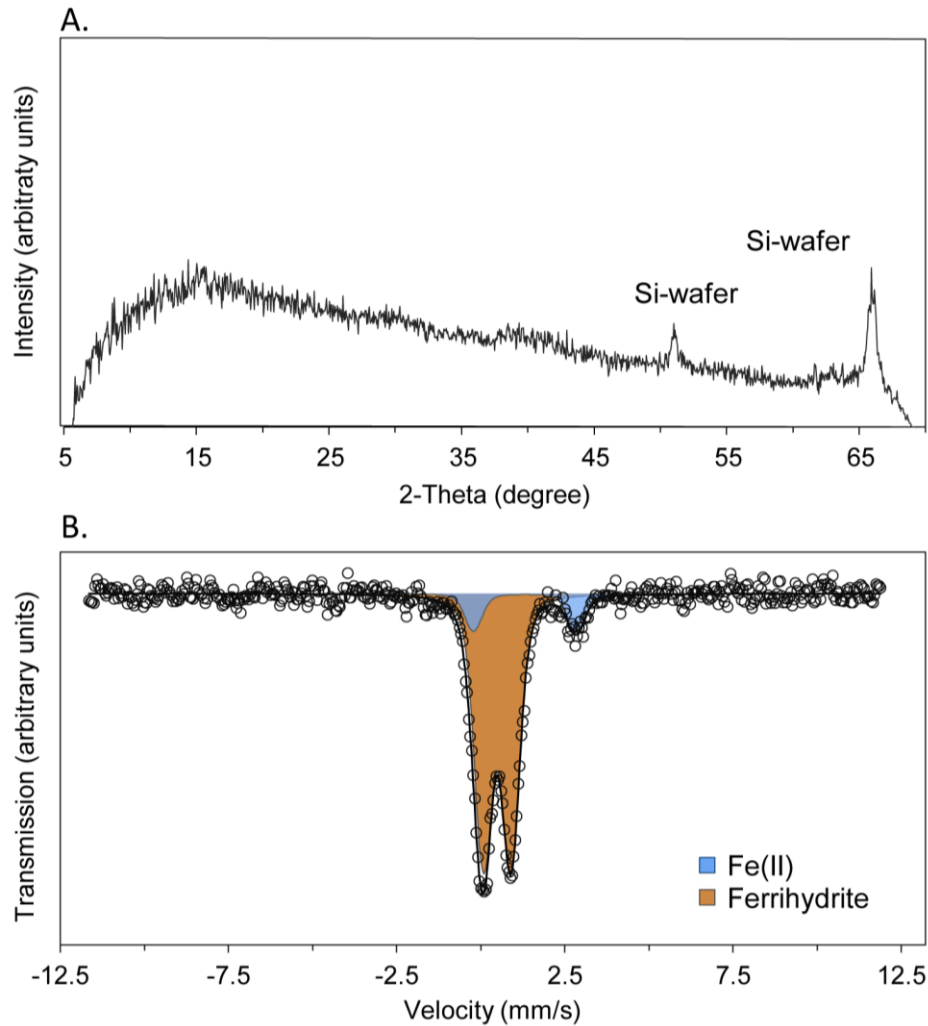 A.
Intensity (arbitraty units)
Si-wafer
Si-wafer
5 15 25 35 45 55 65
2-Theta (degree)
B.
Transmission (arbitrary units)
Fe(II)
Ferrihydrite
-12.5 -7.5 -2.5 2.5 7.5 12.5
Velocity (mm/s)